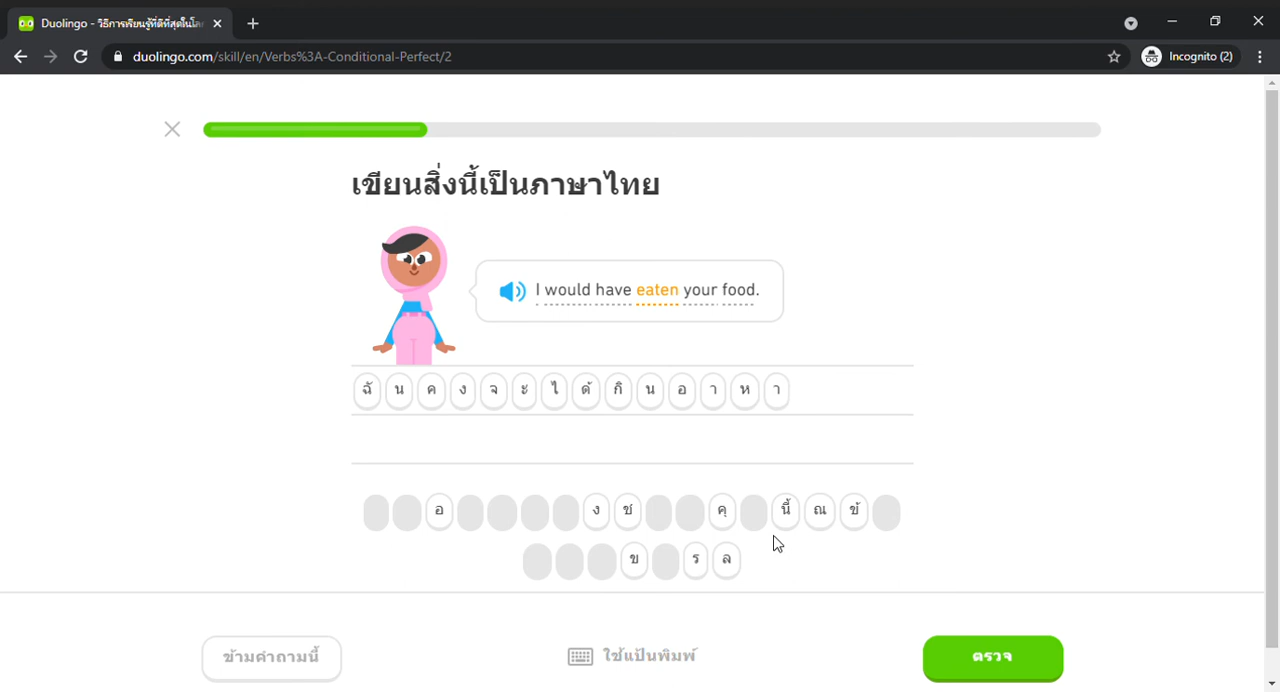 Duolingo - วิธีการเรียนรู้ที่ดีที่สุดในโล
duolingo.com/skill/en/Verbs%3A-Conditional-Perfect/2
Incognito (2)
เขียนสิ่งนี้เป็นภาษาไทย
I would have eaten your food.
ฉั น ค ง จ ะ ไ ด้ กิ น อ า ห า
อ ง ช่ คุ นี้ ณ ข้
ข ร ล
ข้ามคำถามนี้ ใช้แป้นพิมพ์ ตรวจ